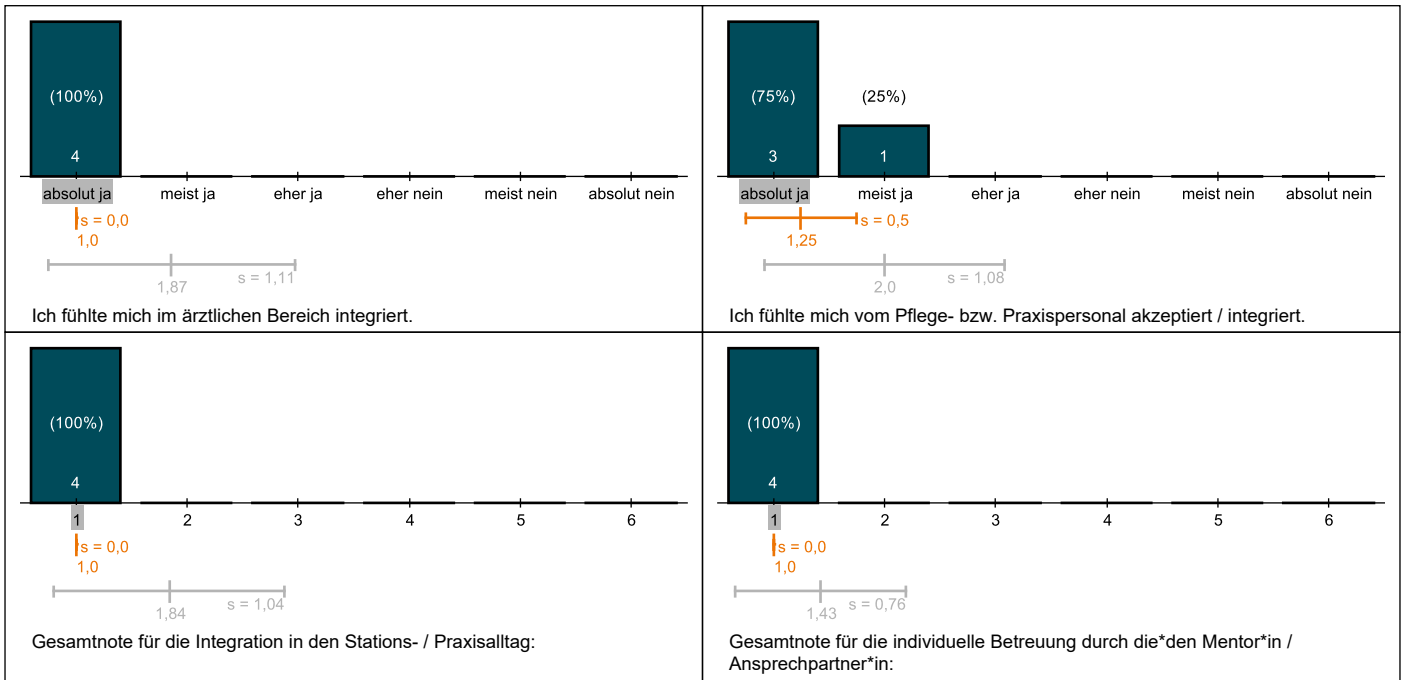 (100%)
4
absolut ja meist ja eher ja eher nein meist nein absolut nein
s = 0,0
1,0
s = 1,11
1,87
Ich fühlte mich im ärztlichen Bereich integriert.
(75%) (25%)
3 1
absolut ja meist ja eher ja eher nein meist nein absolut nein
s = 0,5
1,25
s = 1,08
2,0
Ich fühlte mich vom Pflege- bzw. Praxispersonal akzeptiert / integriert.
(100%)
4
1 2 3 4 5 6
s = 0,0
1,0
s = 1,04
1,84
Gesamtnote für die Integration in den Stations- / Praxisalltag:
(100%)
4
1 2 3 4 5 6
s = 0,0
1,0
1,43 s = 0,76
Gesamtnote für die individuelle Betreuung durch die*den Mentor*in /
Ansprechpartner*in: